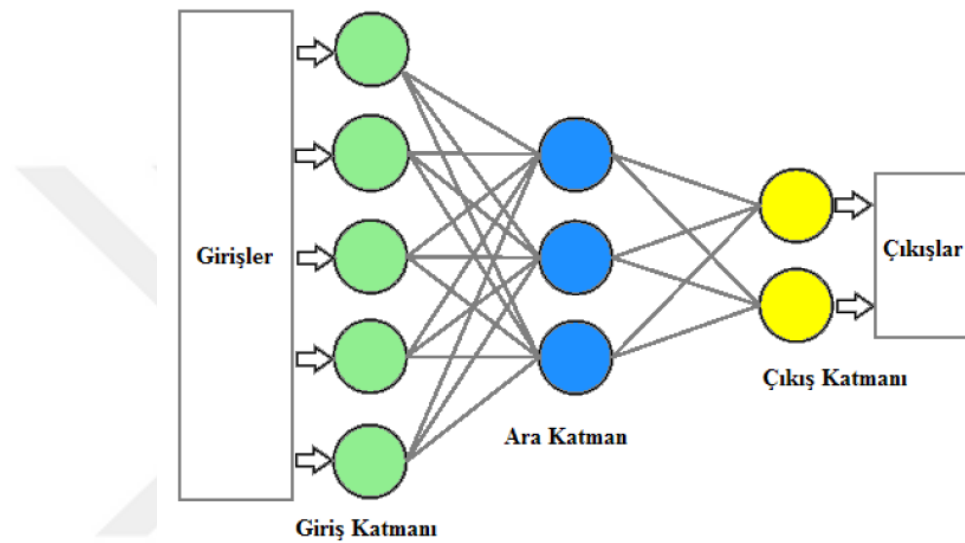 Girişler
Çıkışlar
Çıkış Katmanı
Ara Katman
Giriş Katmanı